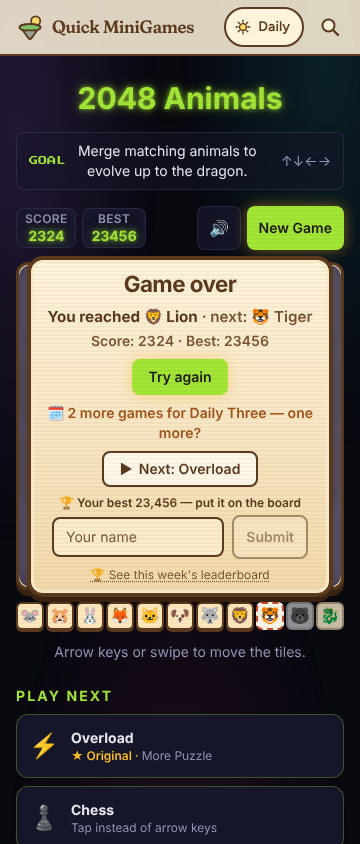 Quick MiniGames
Daily
2048 Animals
GOAL
Merge matching animals to
evolve up to the dragon.
↑↓←→
SCORE
2324
BEST
23456
New Game
Game over
You reached 🦁 Lion · next: 🐯 Tiger
Score: 2324 · Best: 23456
Try again
🗓️ 2 more games for Daily Three — one
more?
▶ Next: Overload
🏆 Your best 23,456 — put it on the board
Your name
Submit
🏆 See this week's leaderboard
Arrow keys or swipe to move the tiles.
PLAY NEXT
Overload
★ Original · More Puzzle
Chess
Tap instead of arrow keys